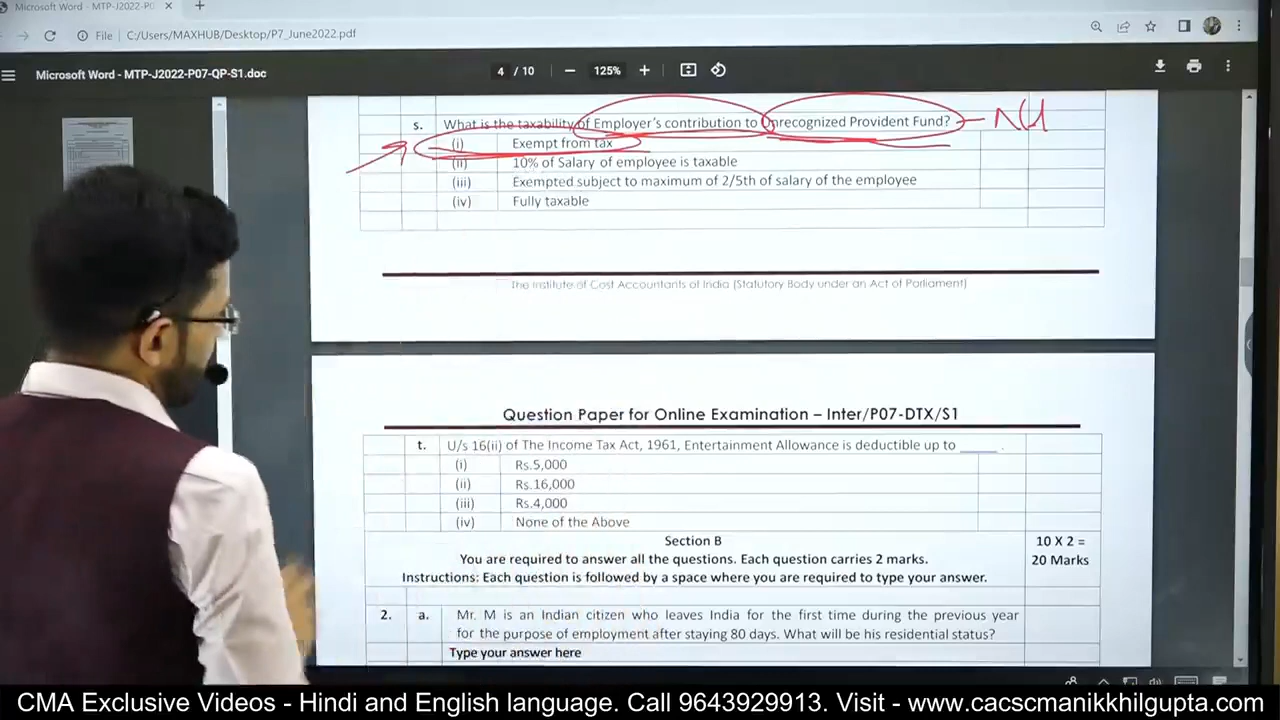 Microsoft Word - MTP-J2022-P0
File
C:/Users/MAXHUB/Desktop/P7_June2022.pdf
Microsoft Word - MTP-J2022-P07-QP-S1.doc
4 / 10
125%
s. What is the taxability of Employer's contribution to Unrecognized Provident Fund?
(i) Exempt from tax
(ii) 10% of Salary of employee is taxable
(iii) Exempted subject to maximum of 2/5th of salary of the employee
(iv) Fully taxable
The Institute of Cost Accountants of India (Statutory Body under an Act of Parliament)
Question Paper for Online Examination – Inter/P07-DTX/S1
t. U/s 16(ii) of The Income Tax Act, 1961, Entertainment Allowance is deductible up to _____ .
(i) Rs.5,000
(ii) Rs.16,000
(iii) Rs.4,000
(iv) None of the Above
Section B
10 X 2 =
You are required to answer all the questions. Each question carries 2 marks.
20 Marks
Instructions: Each question is followed by a space where you are required to type your answer.
2. a. Mr. M is an Indian citizen who leaves India for the first time during the previous year
for the purpose of employment after staying 80 days. What will be his residential status?
Type your answer here
CMA Exclusive Videos - Hindi and English language. Call 9643929913. Visit - www.cacscmanikkhilgupta.com